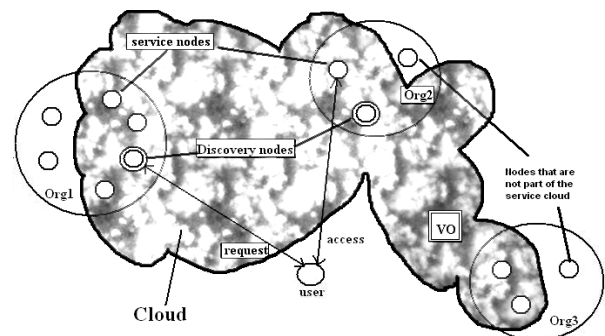 service nodes
Org2
Discovery nodes
Nodes that are
not part of the
service cloud
Org1
VO
access
request
user
Cloud
Org3